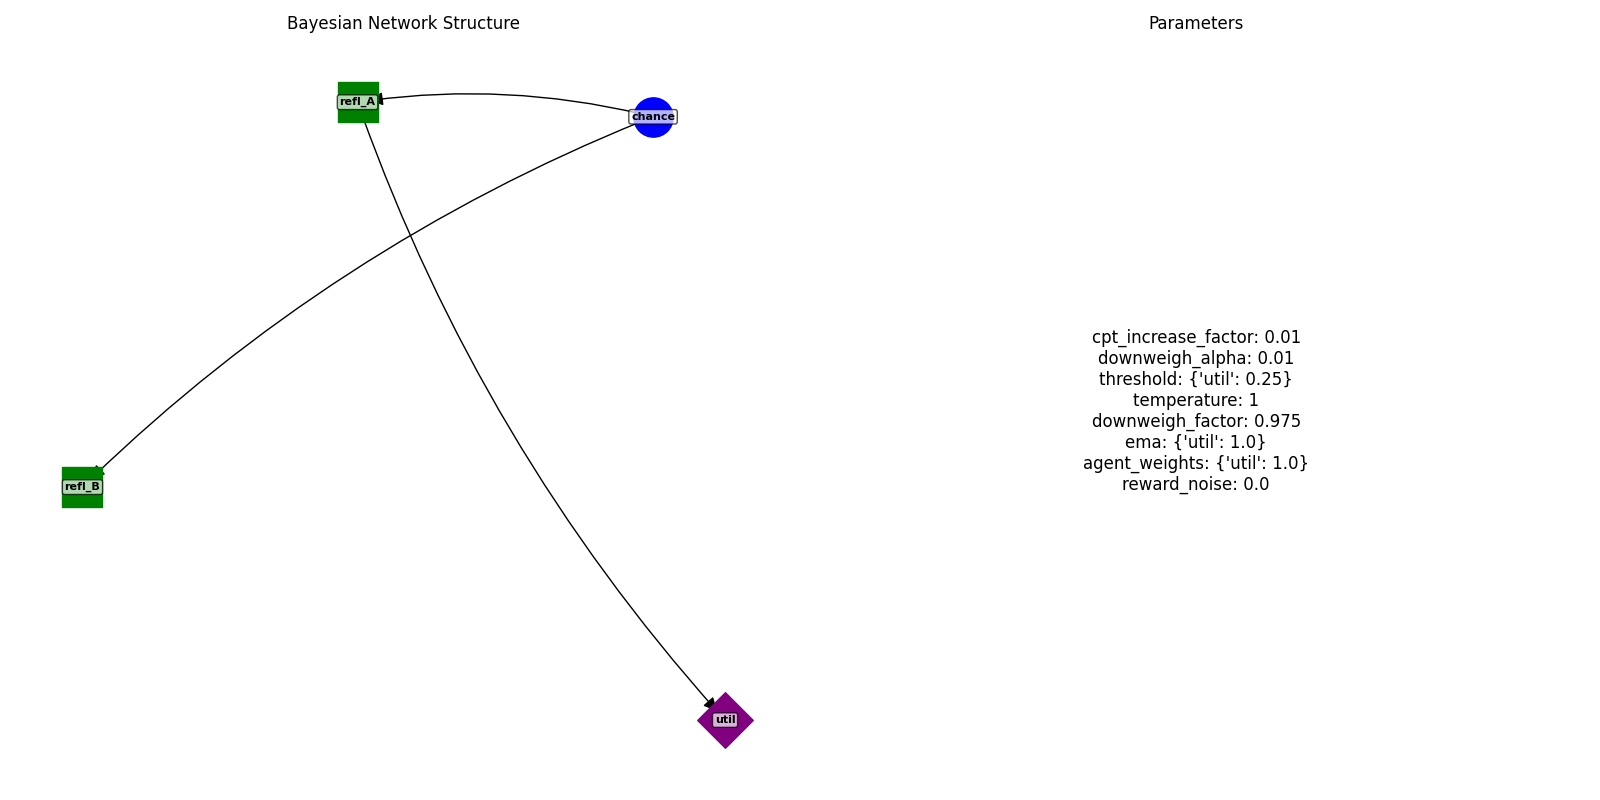 Bayesian Network Structure
Parameters
refl_A
chance
refl_B
util
cpt_increase_factor: 0.01
downweigh_alpha: 0.01
threshold: {'util': 0.25}
temperature: 1
downweigh_factor: 0.975
ema: {'util': 1.0}
agent_weights: {'util': 1.0}
reward_noise: 0.0